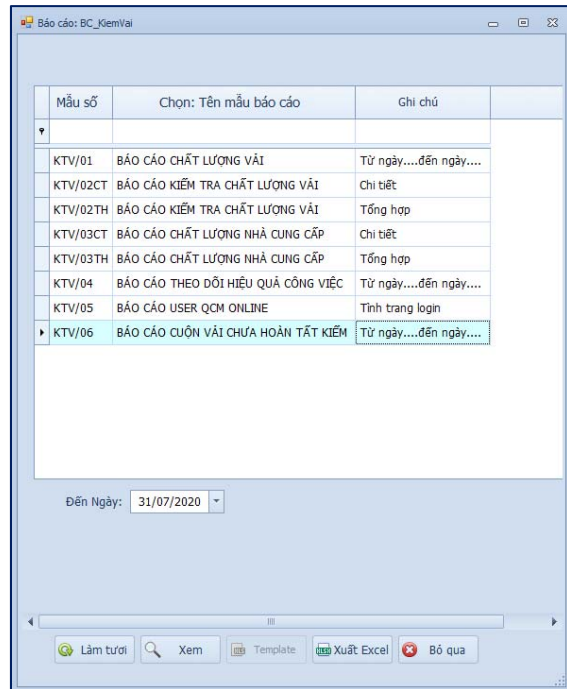 Báo cáo: BC_KiemVai
Mẫu số Chọn: Tên mẫu báo cáo Ghi chú
KTV/01 BÁO CÁO CHẤT LƯỢNG VẢI Từ ngày....đến ngày....
KTV/02CT BÁO CÁO KIỂM TRA CHẤT LƯỢNG VẢI Chi tiết
KTV/02TH BÁO CÁO KIỂM TRA CHẤT LƯỢNG VẢI Tổng hợp
KTV/03CT BÁO CÁO CHẤT LƯỢNG NHÀ CUNG CẤP Chi tiết
KTV/03TH BÁO CÁO CHẤT LƯỢNG NHÀ CUNG CẤP Tổng hợp
KTV/04 BÁO CÁO THEO DÕI HIỆU QUẢ CÔNG VIỆC Từ ngày....đến ngày....
KTV/05 BÁO CÁO USER QCM ONLINE Tình trang login
KTV/06 BÁO CÁO CUỘN VẢI CHƯA HOÀN TẤT KIỂM Từ ngày....đến ngày....
Đến Ngày: 31/07/2020
Làm tươi Xem Template Xuất Excel Bỏ qua